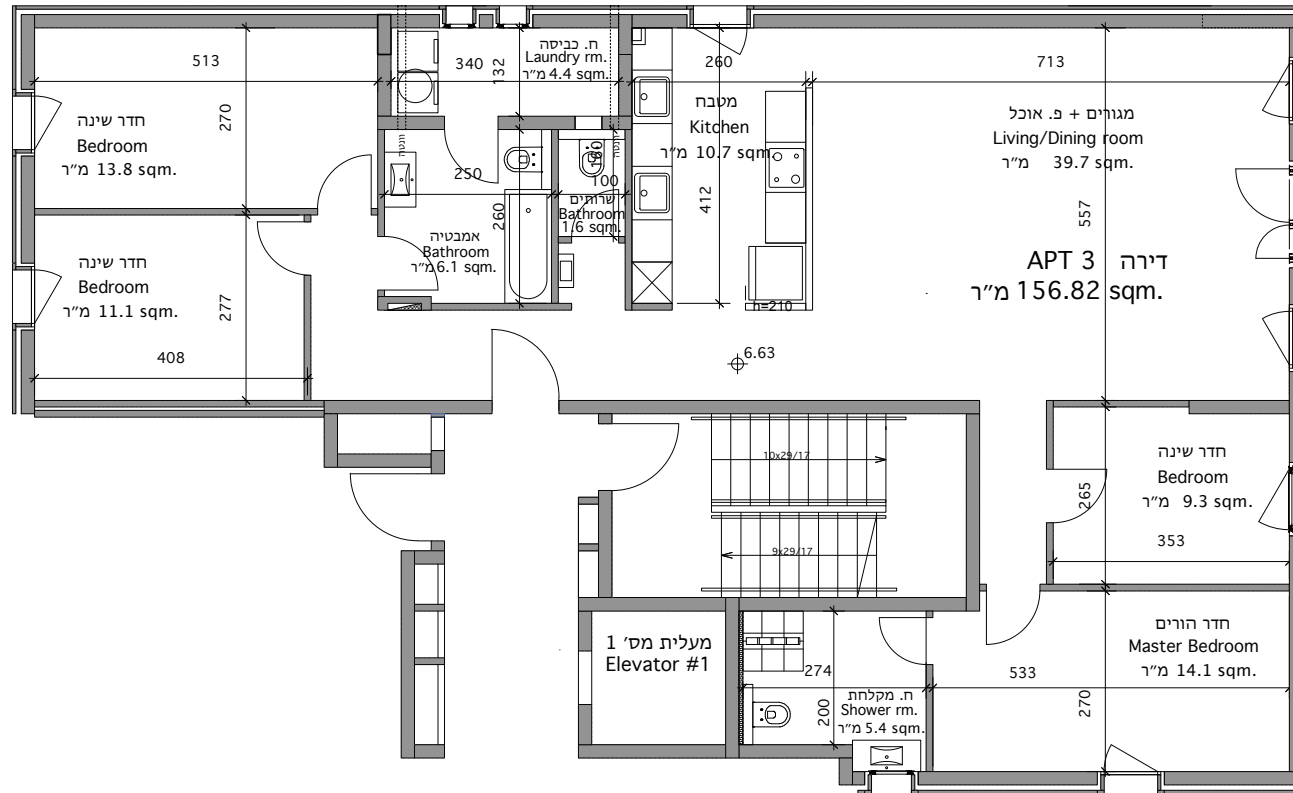 513
270
חדר שינה
Bedroom
13.8 sqm. מ״ר
ח. כביסה
Laundry rm.
4.4 sqm. מ״ר
340
132
260
מטבח
Kitchen
10.7 sqm מ״ר
412
713
מגורים + פ. אוכל
Living/Dining room
39.7 sqm. מ״ר
557
דירה APT 3
156.82 sqm. מ״ר
וונטה
250
260
אמבטיה
Bathroom
6.1 sqm. מ״ר
וונטה
180
100
שרותים
Bathroom
1.6 sqm.
h=210
6.63
חדר שינה
Bedroom
11.1 sqm. מ״ר
277
408
10x29/17
9x29/17
חדר שינה
Bedroom
9.3 sqm. מ״ר
265
353
מעלית מס׳ 1
Elevator #1
274
200
ח. מקלחת
Shower rm.
5.4 sqm. מ״ר
533
270
חדר הורים
Master Bedroom
14.1 sqm. מ״ר